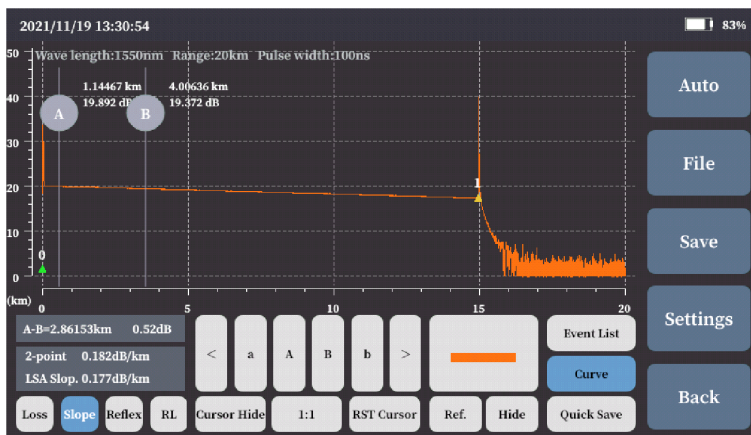 2021/11/19 13:30:54
83%
Wave length:1550nm Range:20km Pulse width:100ns
50
40
30
20
10
0
(km)
1.14467 km
19.892 dB
4.00636 km
19.372 dB
A
B
0
1
0 5 10 15 20
A-B=2.86153km 0.52dB
2-point 0.182dB/km
LSA Slop. 0.177dB/km
< a A B b >
Event List
Curve
Loss Slope Reflex RL Cursor Hide 1:1 RST Cursor Ref. Hide Quick Save
Auto
File
Save
Settings
Back